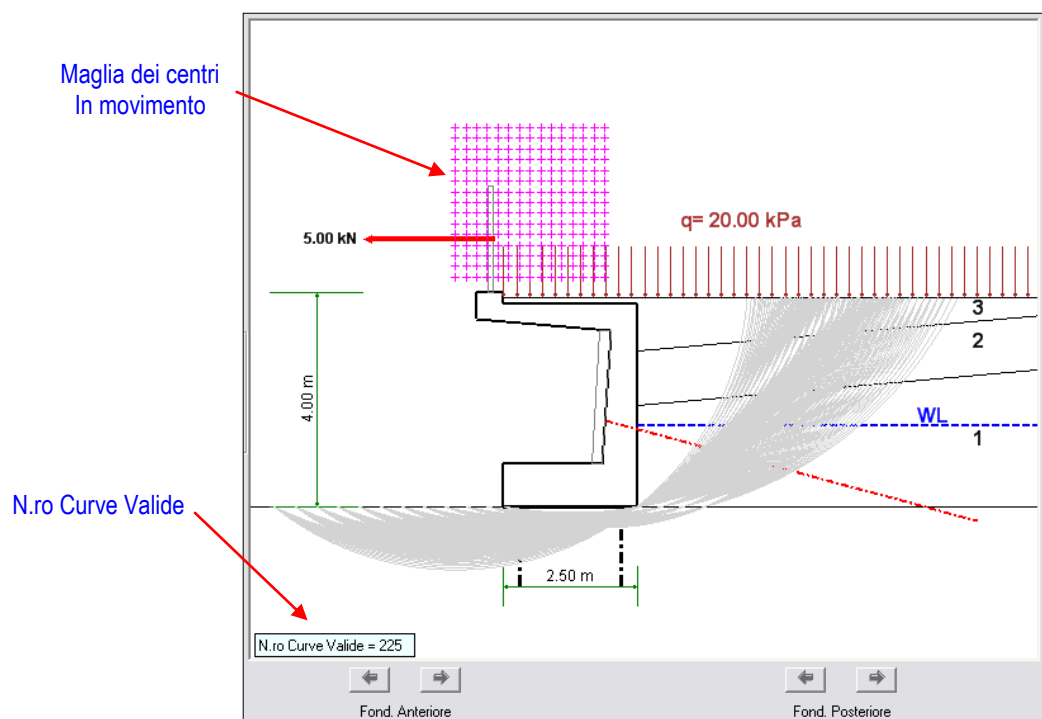 Maglia dei centri
In movimento
5.00 kN
q= 20.00 kPa
3
2
4.00 m
WL
1
N.ro Curve Valide
2.50 m
N.ro Curve Valide = 225
Fond. Anteriore
Fond. Posteriore